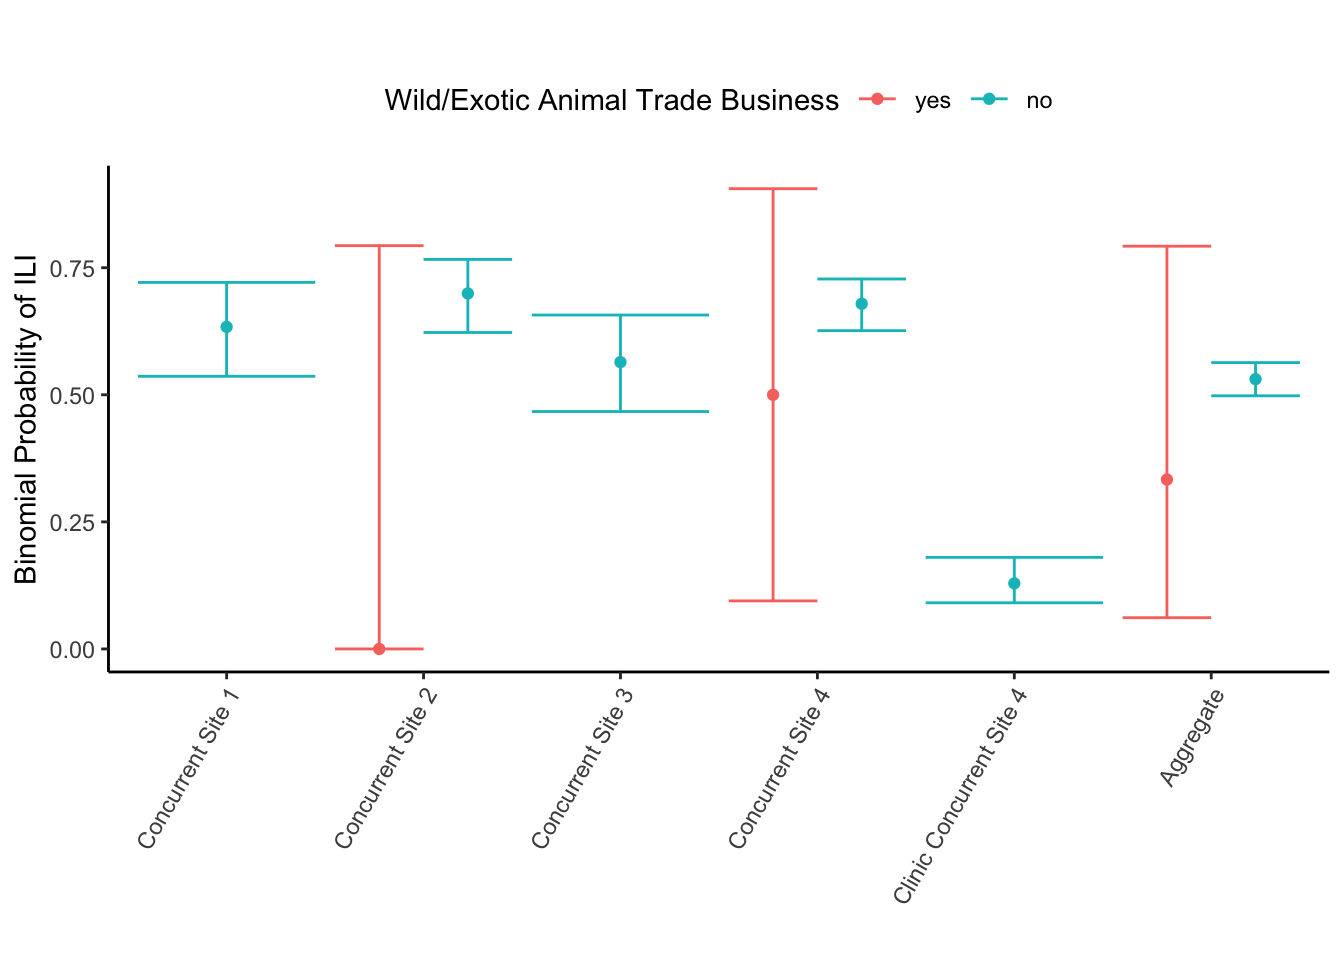 Wild/Exotic Animal Trade Business yes no
Binomial Probability of ILI
0.75
0.50
0.25
0.00
Concurrent Site 1
Concurrent Site 2
Concurrent Site 3
Concurrent Site 4
Clinic Concurrent Site 4
Aggregate